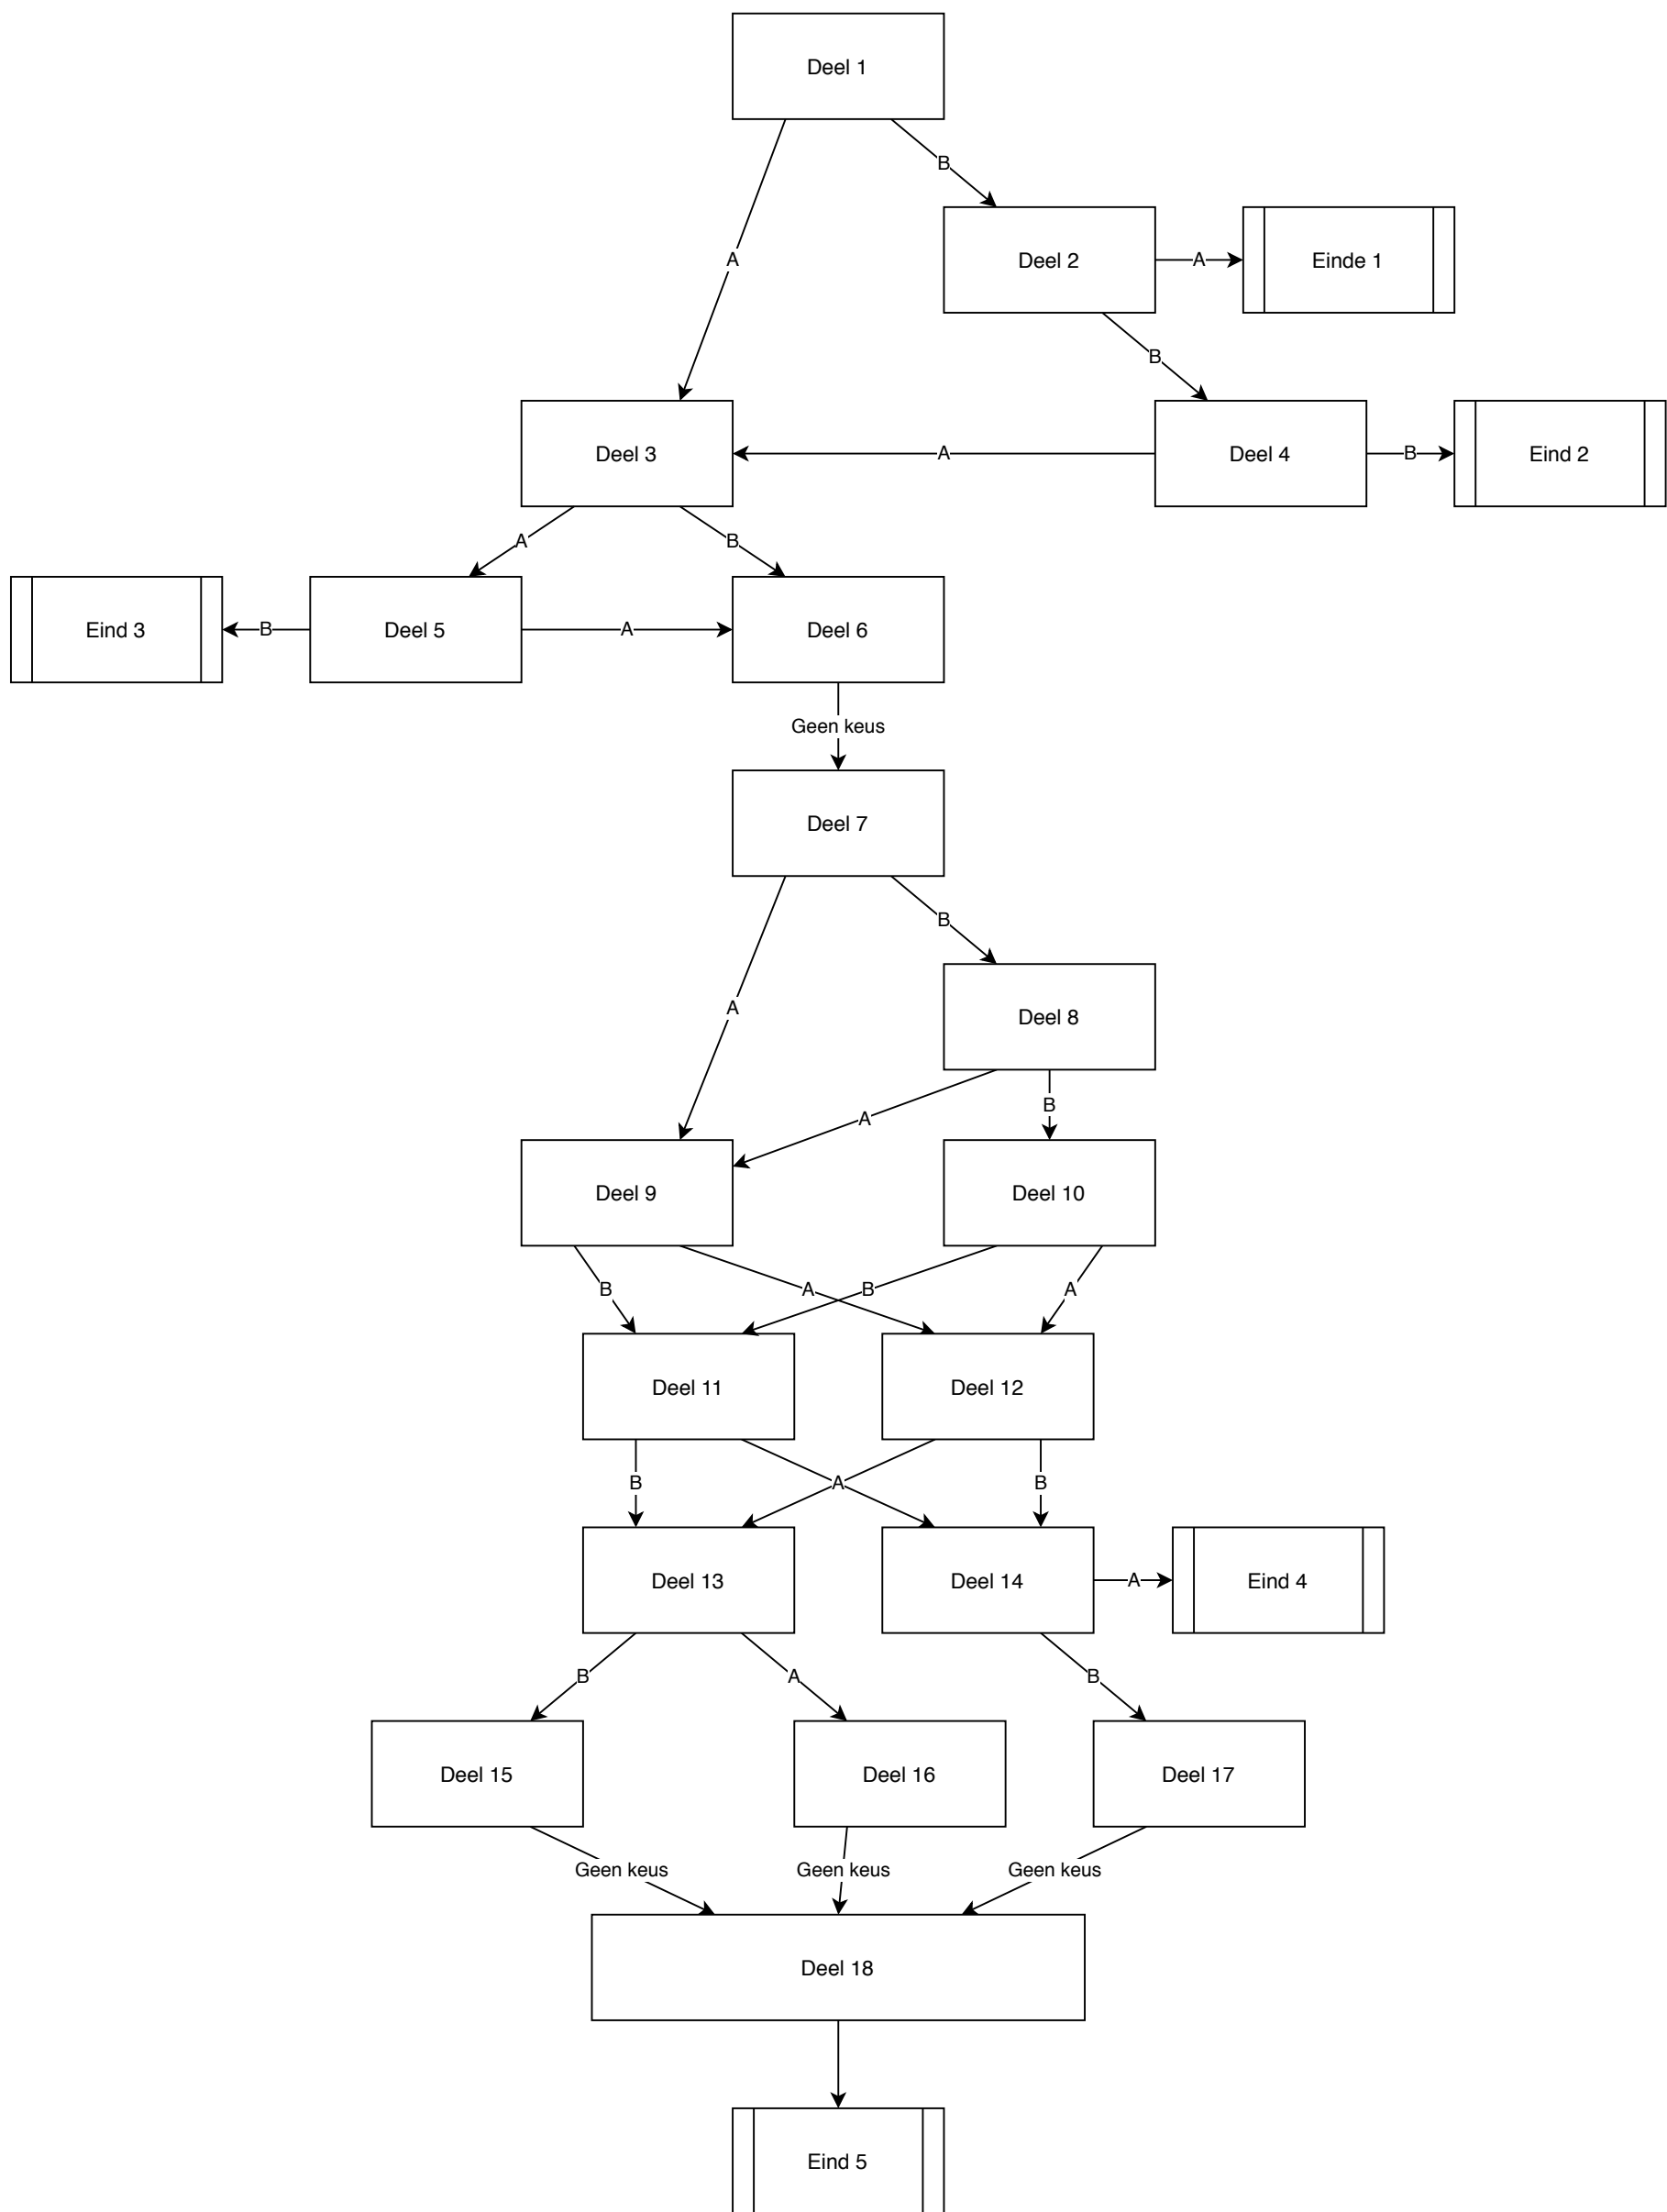 Deel 1
B
A
Deel 2
A
Einde 1
B
Deel 3
A
Deel 4
B
Eind 2
A
B
Eind 3
B
Deel 5
A
Deel 6
Geen keus
Deel 7
B
A
Deel 8
B
A
Deel 9
Deel 10
B
A
B
A
Deel 11
Deel 12
B
A
B
Deel 13
Deel 14
A
Eind 4
B
A
B
Deel 15
Deel 16
Deel 17
Geen keus
Geen keus
Geen keus
Deel 18
Eind 5